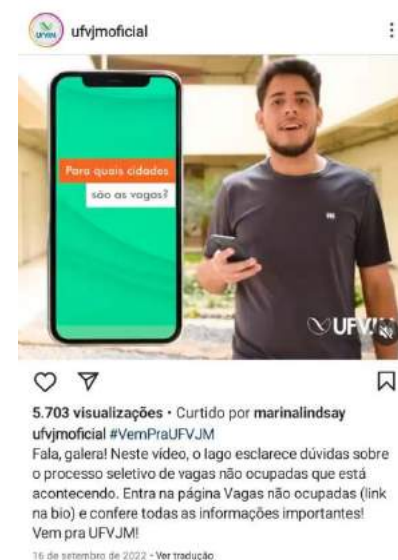 ufvjmoficial
UFVJM
Para quais cidades
são as vagas?
UFVJM
5.703 visualizações • Curtido por marinalindsay
ufvjmoficial #VemPraUFVJM
Fala, galera! Neste vídeo, o Iago esclarece dúvidas sobre
o processo seletivo de vagas não ocupadas que está
acontecendo. Entra na página Vagas não ocupadas (link
na bio) e confere todas as informações importantes!
Vem pra UFVJM!
16 de setembro de 2022 • Ver tradução